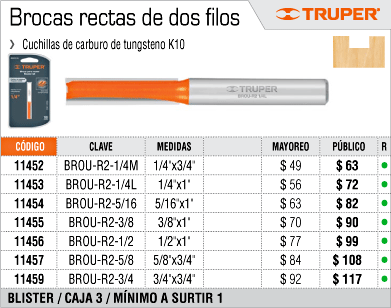 Brocas rectas de dos filos
TRUPER
› Cuchillas de carburo de tungsteno K10
TRUPER
1/4"
TRUPER
CÓDIGO CLAVE MEDIDAS MAYOREO PÚBLICO R
11452 BROU-R2-1/4M 1/4"x3/4" $ 49 $ 63 ●
11453 BROU-R2-1/4L 1/4"x1" $ 56 $ 72 ●
11454 BROU-R2-5/16 5/16"x1" $ 63 $ 82 ●
11455 BROU-R2-3/8 3/8"x1" $ 70 $ 90 ●
11456 BROU-R2-1/2 1/2"x1" $ 77 $ 99 ●
11457 BROU-R2-5/8 5/8"x3/4" $ 84 $ 108 ●
11459 BROU-R2-3/4 3/4"x3/4" $ 92 $ 117 ●
BLISTER / CAJA 3 / MÍNIMO A SURTIR 1